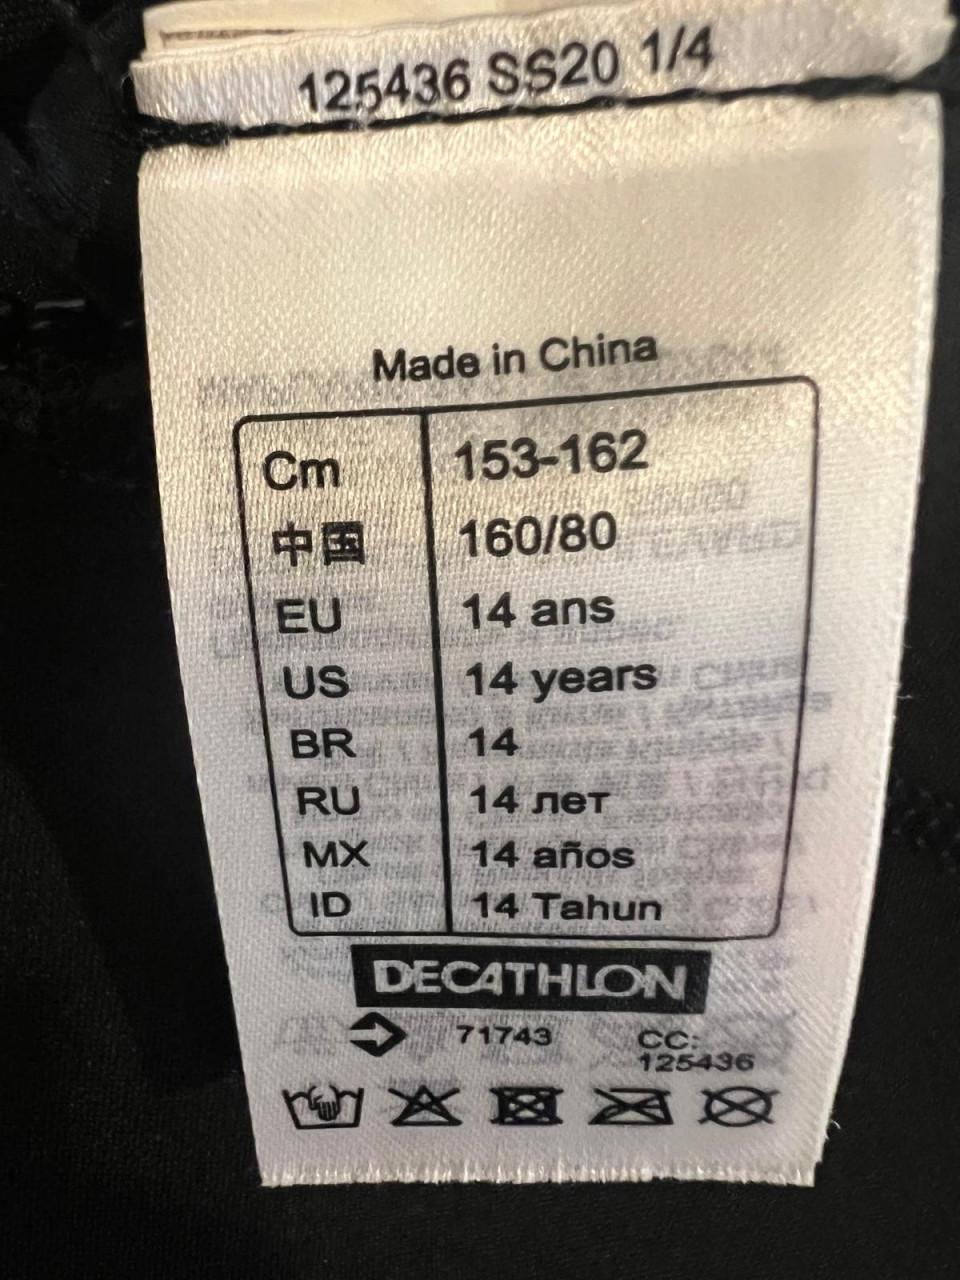 125436 SS20 1/4
Made in China
Cm 153-162
中国 160/80
EU 14 ans
US 14 years
BR 14
RU 14 лет
MX 14 años
ID 14 Tahun
DECATHLON
71743 CC:
125436